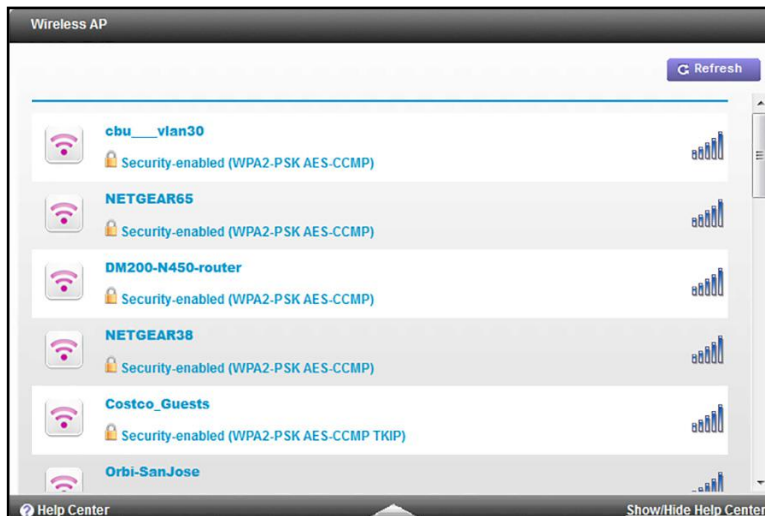 Wireless AP
Refresh
cbu___vlan30
Security-enabled (WPA2-PSK AES-CCMP)
NETGEAR65
Security-enabled (WPA2-PSK AES-CCMP)
DM200-N450-router
Security-enabled (WPA2-PSK AES-CCMP)
NETGEAR38
Security-enabled (WPA2-PSK AES-CCMP)
Costco_Guests
Security-enabled (WPA2-PSK AES-CCMP TKIP)
Orbi-SanJose
? Help Center Show/Hide Help Center